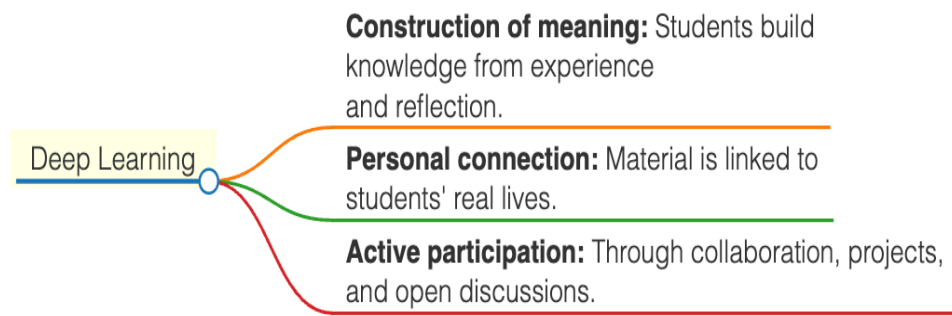 Construction of meaning: Students build
knowledge from experience
and reflection.
Deep Learning
Personal connection: Material is linked to
students' real lives.
Active participation: Through collaboration, projects,
and open discussions.